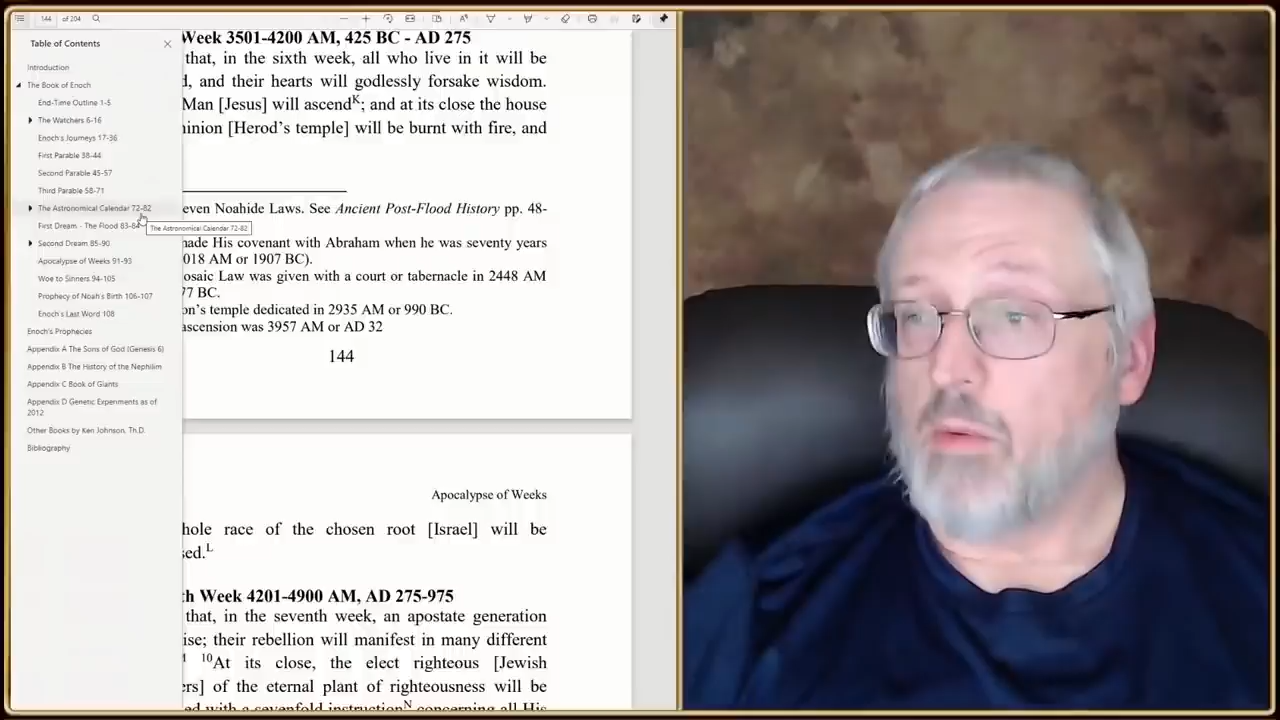 144
of 204
Table of Contents
Introduction
The Book of Enoch
End-Time Outline 1-5
The Watchers 6-16
Enoch's Journeys 17-36
First Parable 38-44
Second Parable 45-57
Third Parable 58-71
The Astronomical Calendar 72-82
First Dream - The Flood 83-84
The Astronomical Calendar 72-82
Second Dream 85-90
Apocalypse of Weeks 91-93
Woe to Sinners 94-105
Prophecy of Noah's Birth 106-107
Enoch's Last Word 108
Enoch's Prophecies
Appendix A The Sons of God (Genesis 6)
Appendix B The History of the Nephilim
Appendix C Book of Giants
Appendix D Genetic Experiments as of
2012
Other Books by Ken Johnson, Th.D.
Bibliography
Week 3501-4200 AM, 425 BC - AD 275
that, in the sixth week, all who live in it will be
d, and their hearts will godlessly forsake wisdom.
Man [Jesus] will ascendK; and at its close the house
minion [Herod's temple] will be burnt with fire, and
even Noahide Laws. See Ancient Post-Flood History pp. 48-
made His covenant with Abraham when he was seventy years
018 AM or 1907 BC).
osaic Law was given with a court or tabernacle in 2448 AM
77 BC.
on's temple dedicated in 2935 AM or 990 BC.
ascension was 3957 AM or AD 32
144
Apocalypse of Weeks
hole race of the chosen root [Israel] will be
sed.L
th Week 4201-4900 AM, AD 275-975
that, in the seventh week, an apostate generation
ise; their rebellion will manifest in many different
10At its close, the elect righteous [Jewish
ers] of the eternal plant of righteousness will be
ed with a sevenfold instructionN concerning all His